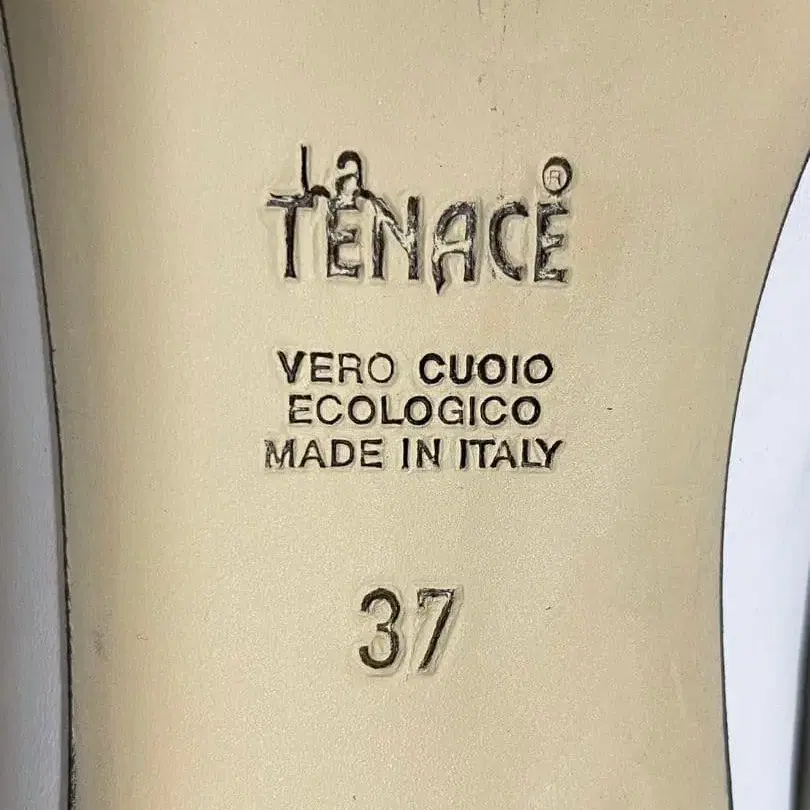 La
TENACE®
VERO CUOIO
ECOLOGICO
MADE IN ITALY
37